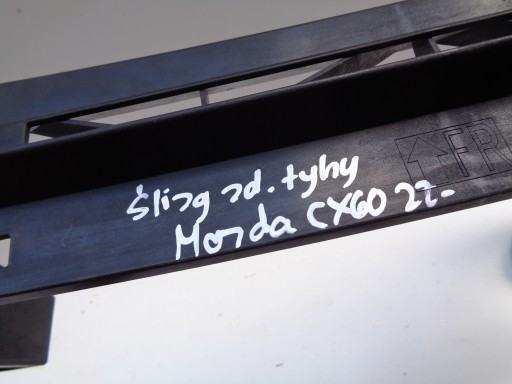 Ślizg zd. tylny
Mazda CX60 22-
FR